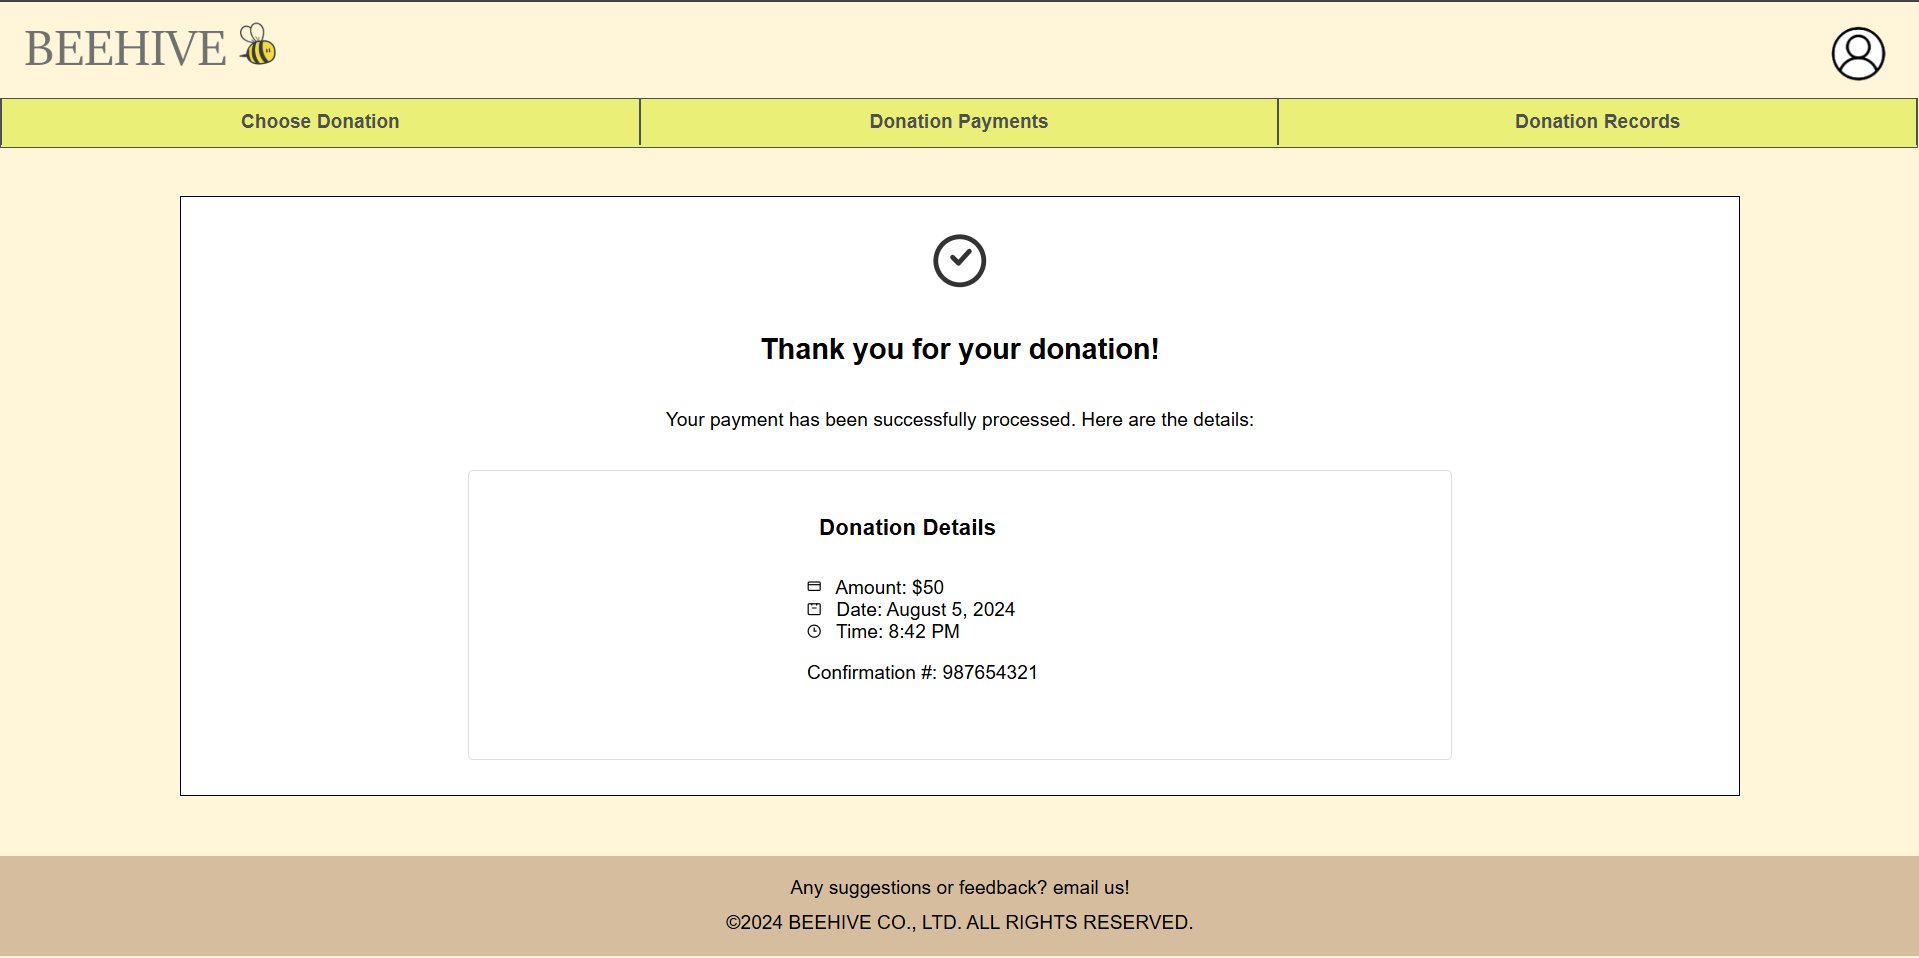 BEEHIVE
Choose Donation
Donation Payments
Donation Records
Thank you for your donation!
Your payment has been successfully processed. Here are the details:
Donation Details
Amount: $50
Date: August 5, 2024
Time: 8:42 PM
Confirmation #: 987654321
Any suggestions or feedback? email us!
©2024 BEEHIVE CO., LTD. ALL RIGHTS RESERVED.